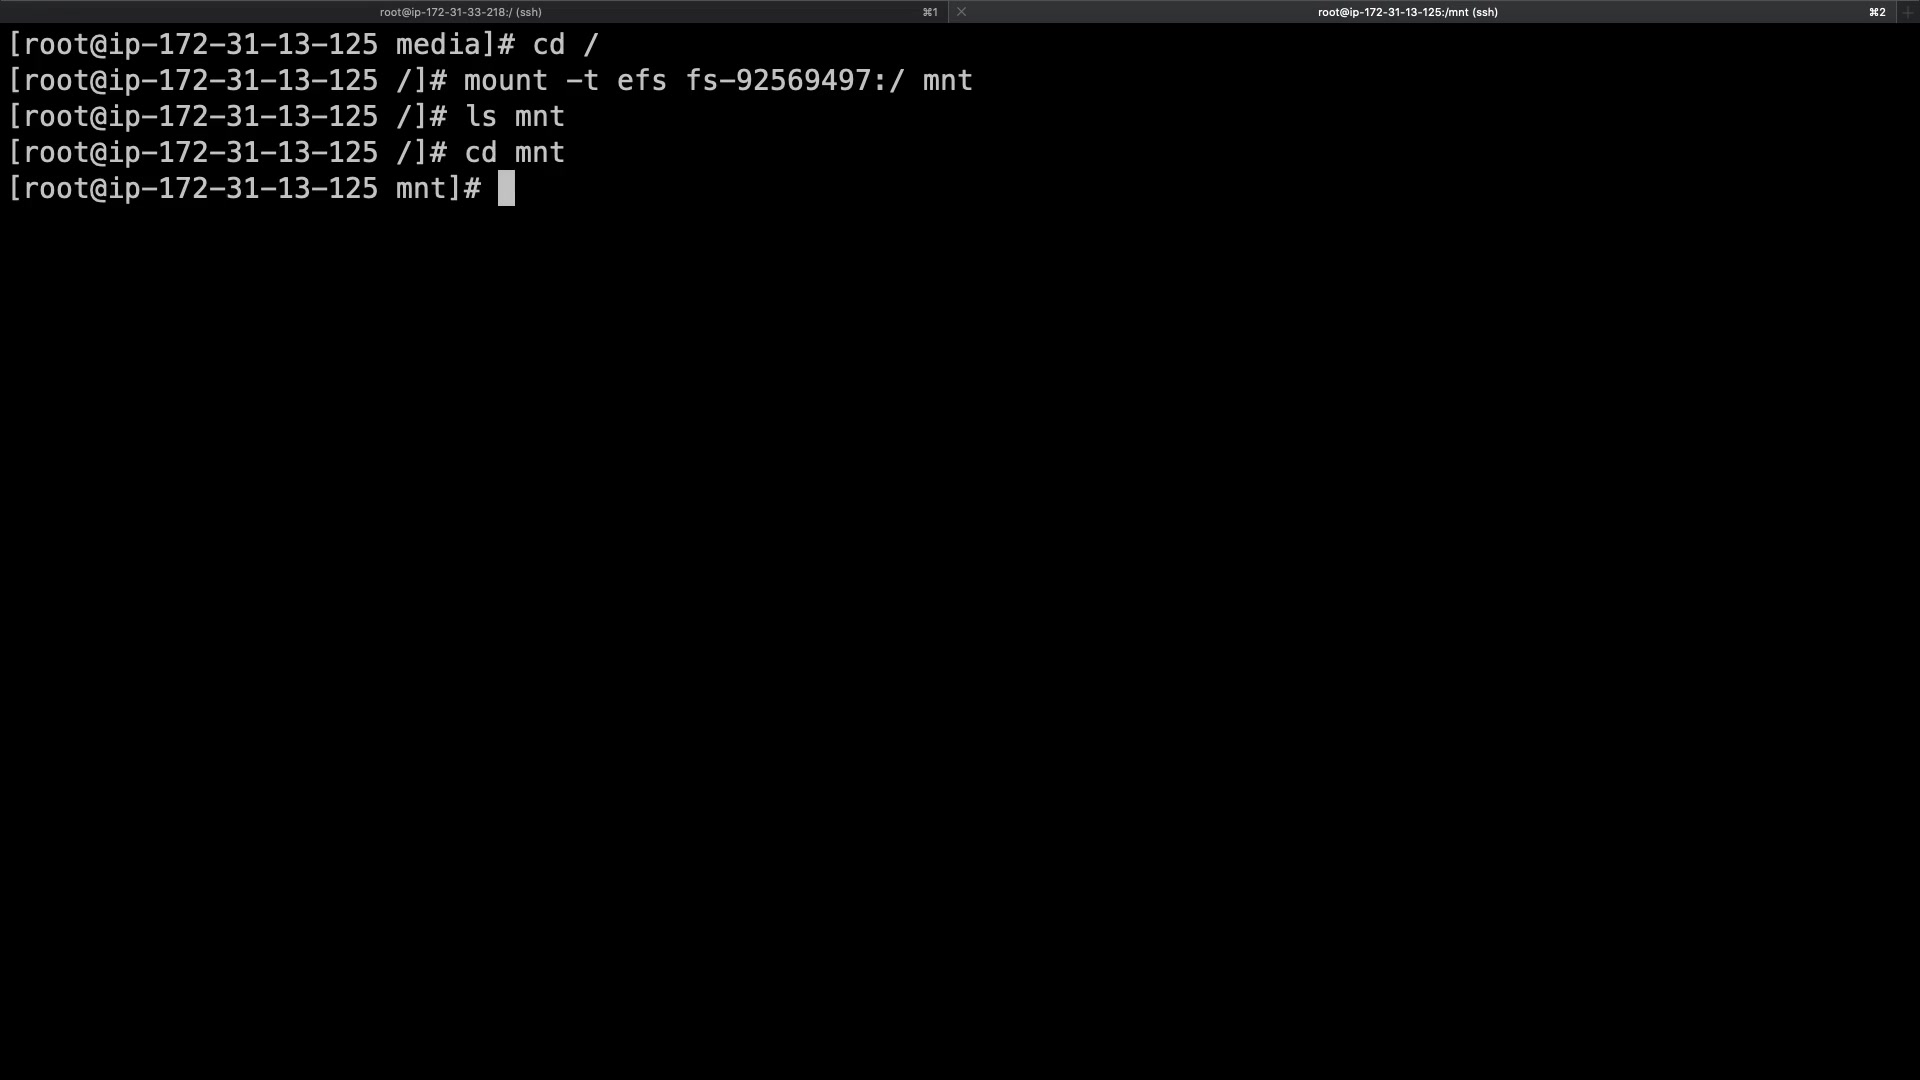 root@ip-172-31-33-218:/ (ssh) ⌘1 root@ip-172-31-13-125:/mnt (ssh) ⌘2
[root@ip-172-31-13-125 media]# cd /
[root@ip-172-31-13-125 /]# mount -t efs fs-92569497:/ mnt
[root@ip-172-31-13-125 /]# ls mnt
[root@ip-172-31-13-125 /]# cd mnt
[root@ip-172-31-13-125 mnt]#